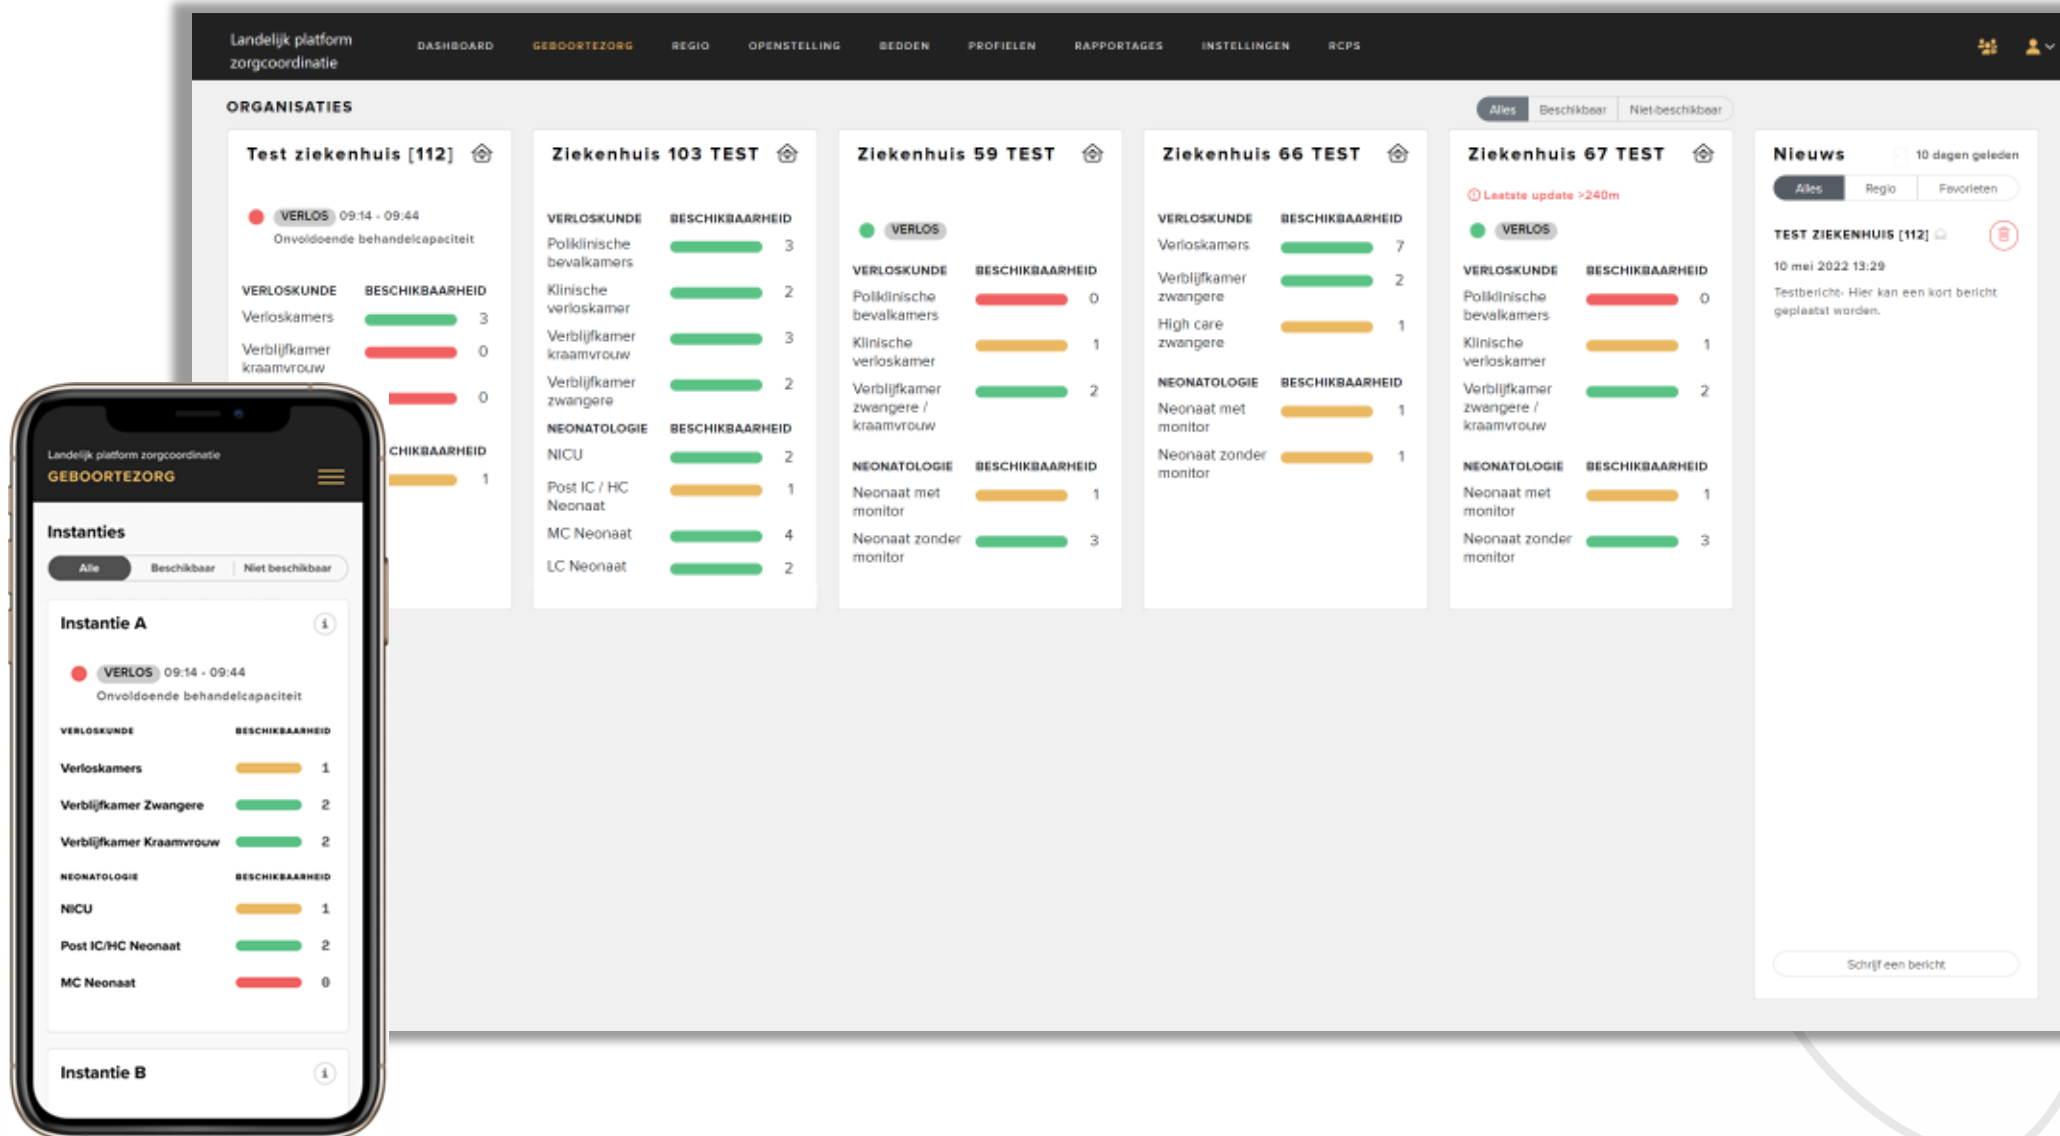 Landelijk platform
zorgcoordinatie
DASHBOARD GEBOORTEZORG REGIO OPENSTELLING BEDDEN PROFIELEN RAPPORTAGES INSTELLINGEN RCPS
ORGANISATIES
Alles Beschikbaar Niet-beschikbaar
Test ziekenhuis [112]
VERLOS 09:14 - 09:44
Onvoldoende behandelcapaciteit
VERLOSKUNDE BESCHIKBAARHEID
Verloskamers 3
Verblijfkamer 0
kraamvrouw
0
CHIKBAARHEID
1
Ziekenhuis 103 TEST
VERLOSKUNDE BESCHIKBAARHEID
Poliklinische 3
bevalkamers
Klinische 2
verloskamer
Verblijfkamer 3
kraamvrouw
Verblijfkamer 2
zwangere
NEONATOLOGIE BESCHIKBAARHEID
NICU 2
Post IC / HC 1
Neonaat
MC Neonaat 4
LC Neonaat 2
Ziekenhuis 59 TEST
VERLOS
VERLOSKUNDE BESCHIKBAARHEID
Poliklinische 0
bevalkamers
Klinische 1
verloskamer
Verblijfkamer 2
zwangere /
kraamvrouw
NEONATOLOGIE BESCHIKBAARHEID
Neonaat met 1
monitor
Neonaat zonder 3
monitor
Ziekenhuis 66 TEST
VERLOSKUNDE BESCHIKBAARHEID
Verloskamers 7
Verblijfkamer 2
zwangere
High care 1
zwangere
NEONATOLOGIE BESCHIKBAARHEID
Neonaat met 1
monitor
Neonaat zonder 1
monitor
Ziekenhuis 67 TEST
Laatste update >240m
VERLOS
VERLOSKUNDE BESCHIKBAARHEID
Poliklinische 0
bevalkamers
Klinische 1
verloskamer
Verblijfkamer 2
zwangere /
kraamvrouw
NEONATOLOGIE BESCHIKBAARHEID
Neonaat met 1
monitor
Neonaat zonder 3
monitor
Nieuws 10 dagen geleden
Alles Regio Favorieten
TEST ZIEKENHUIS [112]
10 mei 2022 13:29
Testbericht- Hier kan een kort bericht
geplaatst worden.
Schrijf een bericht
Landelijk platform zorgcoordinatie
GEBOORTEZORG
Instanties
Alle Beschikbaar Niet beschikbaar
Instantie A
VERLOS 09:14 - 09:44
Onvoldoende behandelcapaciteit
VERLOSKUNDE BESCHIKBAARHEID
Verloskamers 1
Verblijfkamer Zwangere 2
Verblijfkamer Kraamvrouw 2
NEONATOLOGIE BESCHIKBAARHEID
NICU 1
Post IC/HC Neonaat 2
MC Neonaat 0
Instantie B